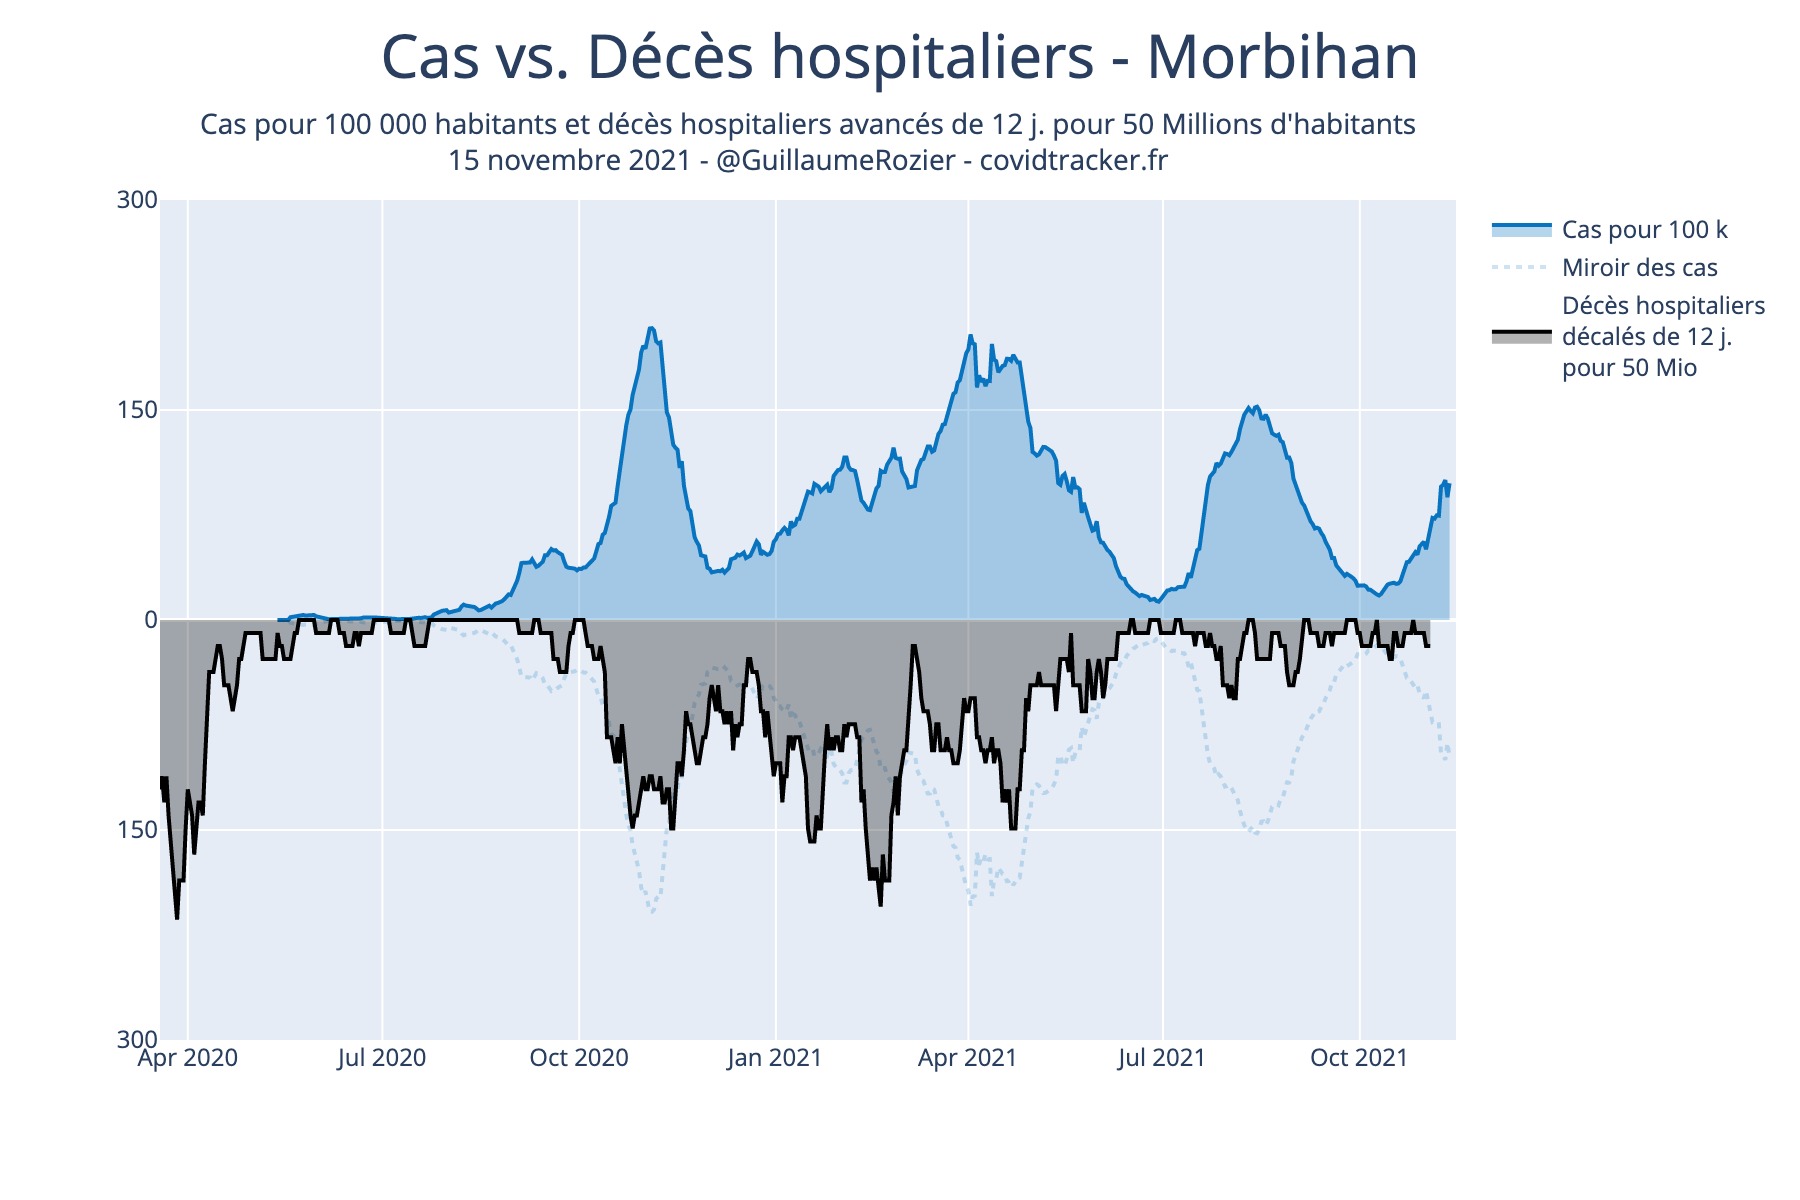 Cas vs. Décès hospitaliers - Morbihan
Cas pour 100 000 habitants et décès hospitaliers avancés de 12 j. pour 50 Millions d'habitants
15 novembre 2021 - @GuillaumeRozier - covidtracker.fr
300
150
0
150
300
Apr 2020
Jul 2020
Oct 2020
Jan 2021
Apr 2021
Jul 2021
Oct 2021
Cas pour 100 k
Miroir des cas
Décès hospitaliers
décalés de 12 j.
pour 50 Mio